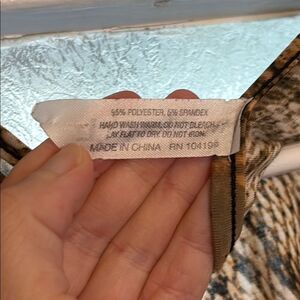 95% POLYESTER, 5% SPANDEX
HAND WASH WARM, DO NOT BLEACH
LAY FLAT TO DRY. DO NOT IRON.
MADE IN CHINA RN 104198